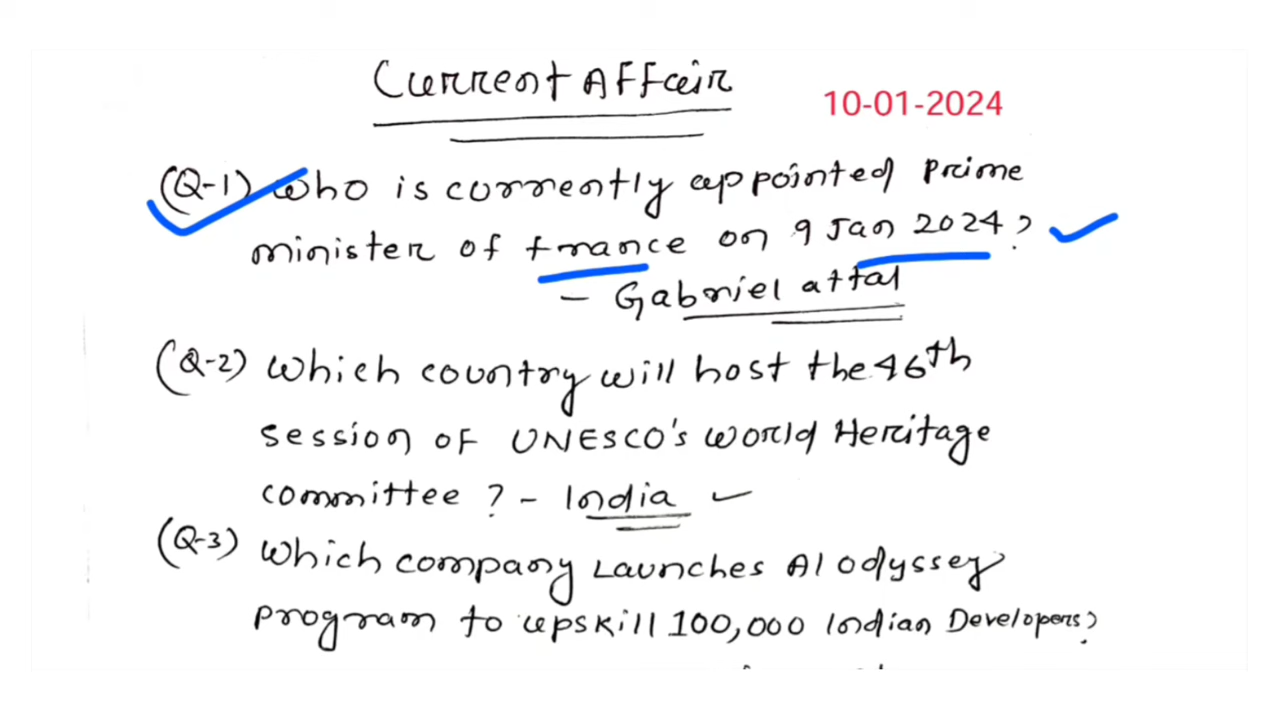 Current Affair
10-01-2024
(Q-1) Who is currently appointed Prime
minister of france on 9 Jan 2024?
- Gabriel attal
(Q-2) Which country will host the 46th
session of UNESCO's World Heritage
committee? - India
(Q-3) Which company Launches AI odyssey
program to upskill 100,000 Indian Developers?